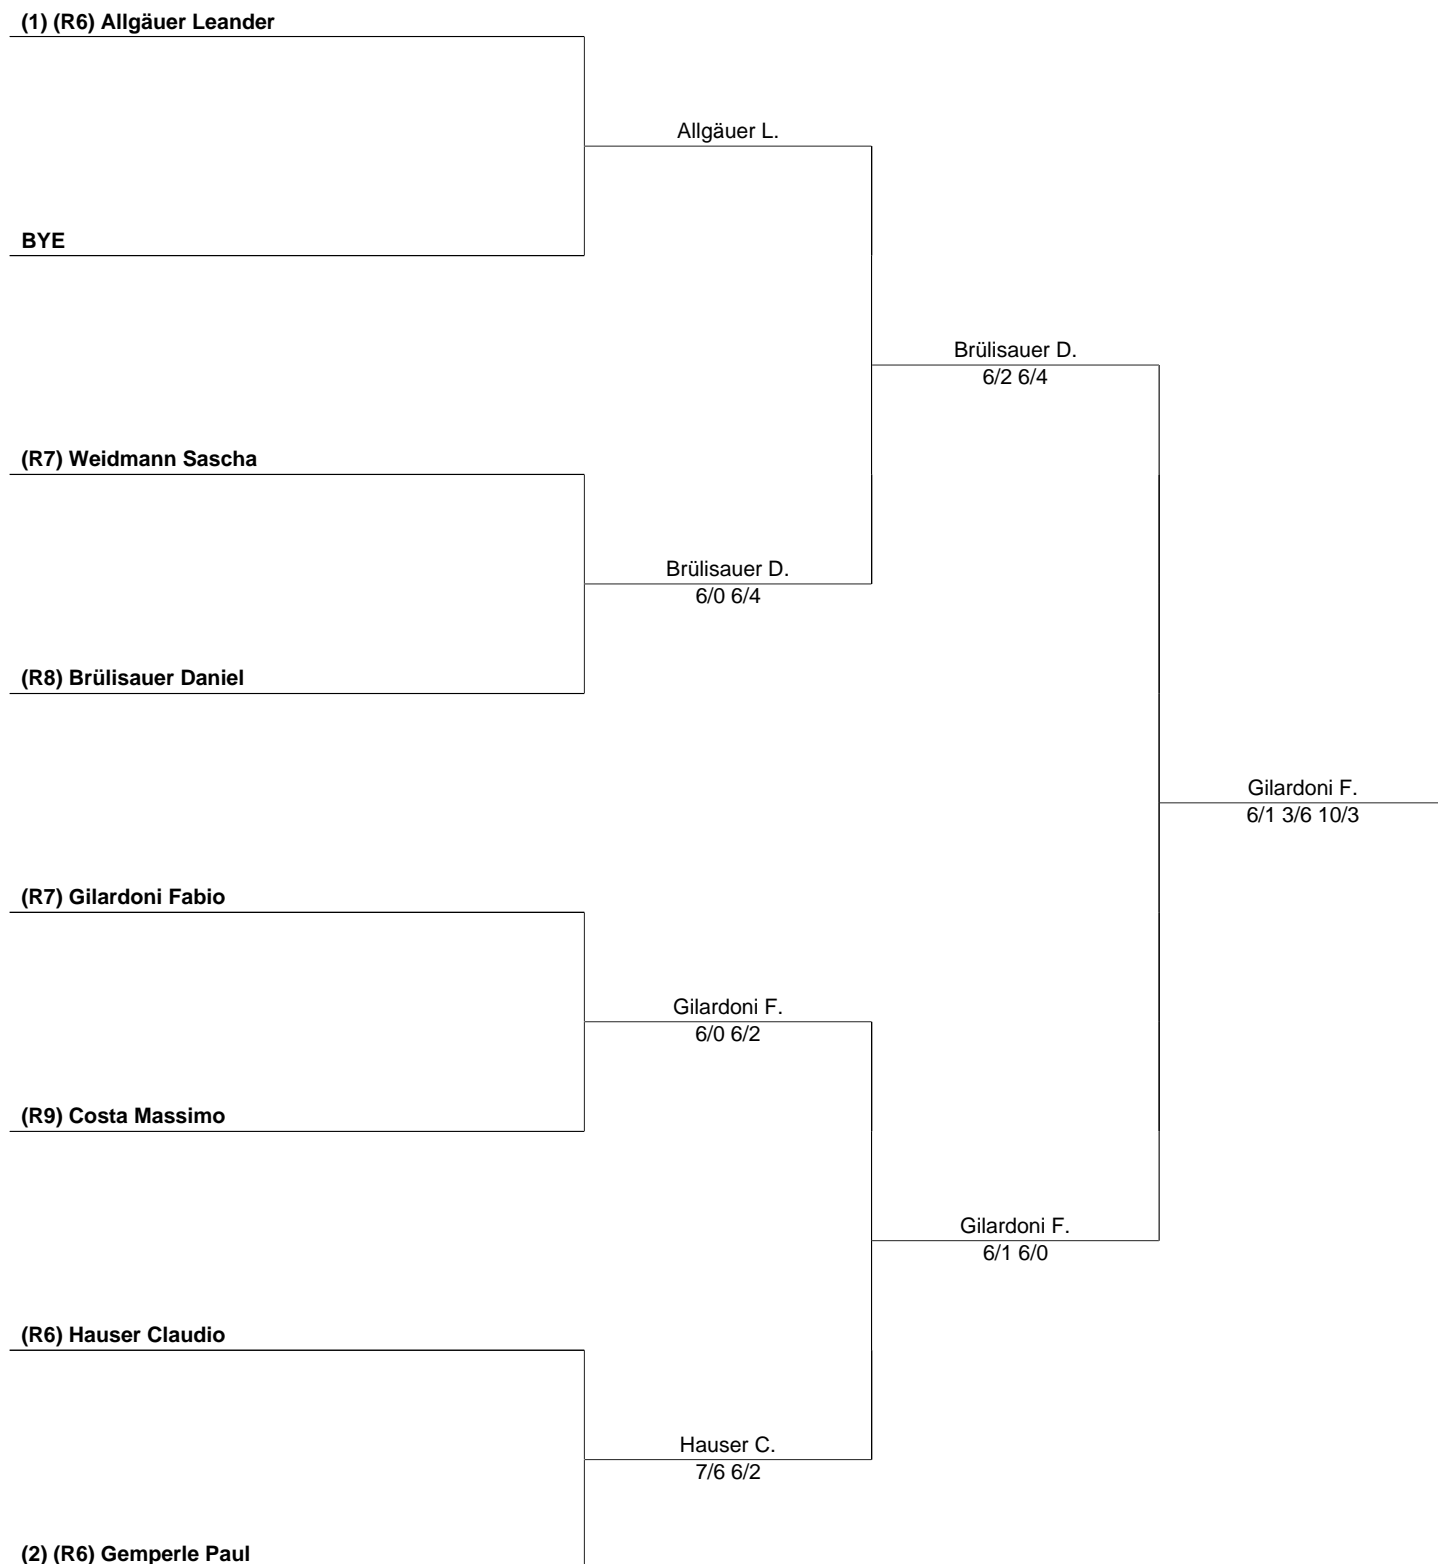 (1) (R6) Allgäuer Leander
Allgäuer L.
BYE
Brülisauer D.
6/2 6/4
(R7) Weidmann Sascha
Brülisauer D.
6/0 6/4
(R8) Brülisauer Daniel
Gilardoni F.
6/1 3/6 10/3
(R7) Gilardoni Fabio
Gilardoni F.
6/0 6/2
(R9) Costa Massimo
Gilardoni F.
6/1 6/0
(R6) Hauser Claudio
Hauser C.
7/6 6/2
(2) (R6) Gemperle Paul